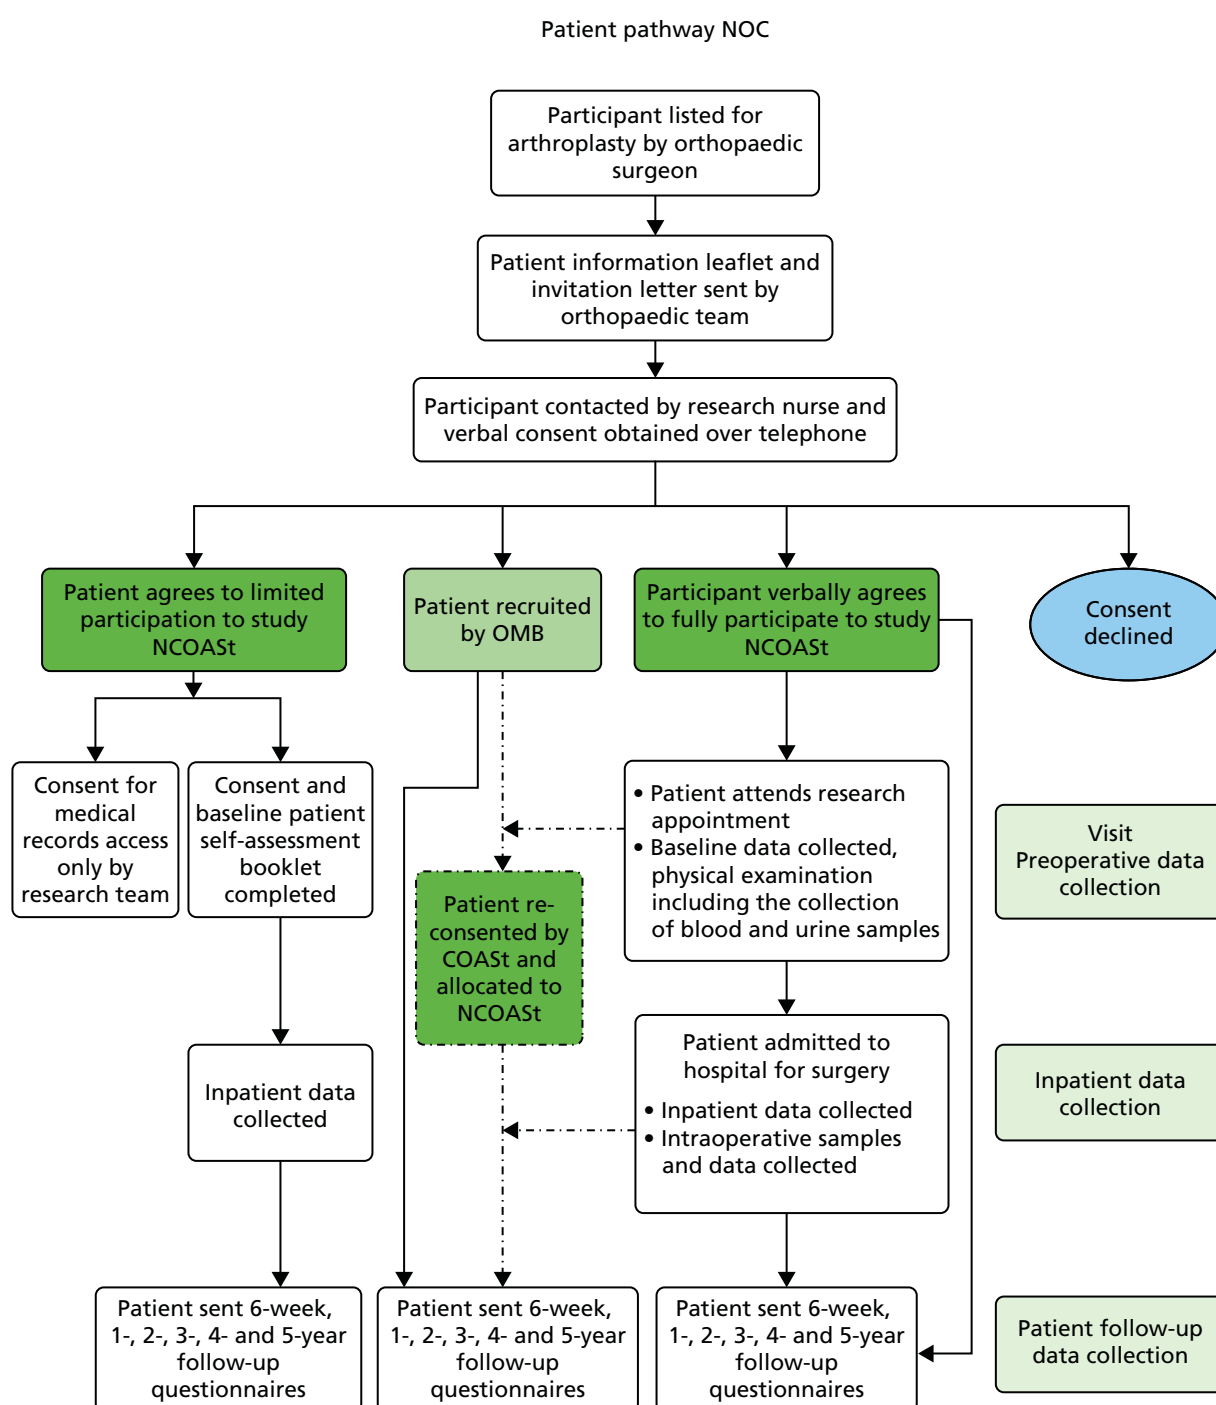 Patient pathway NOC
Participant listed for
arthroplasty by orthopaedic
surgeon
Patient information leaflet and
invitation letter sent by
orthopaedic team
Participant contacted by research nurse and
verbal consent obtained over telephone
Patient agrees to limited
participation to study
NCOASt
Patient recruited
by OMB
Participant verbally agrees
to fully participate to study
NCOASt
Consent
declined
Consent for
medical
records access
only by
research team
Consent and
baseline patient
self-assessment
booklet
completed
• Patient attends research
appointment
• Baseline data collected,
physical examination
including the collection
of blood and urine samples
Visit
Preoperative data
collection
Patient re-
consented by
COASt and
allocated to
NCOASt
Inpatient data
collected
Patient admitted to
hospital for surgery
• Inpatient data collected
• Intraoperative samples
and data collected
Inpatient data
collection
Patient sent 6-week,
1-, 2-, 3-, 4- and 5-year
follow-up
questionnaires
Patient sent 6-week,
1-, 2-, 3-, 4- and 5-year
follow-up
questionnaires
Patient sent 6-week,
1-, 2-, 3-, 4- and 5-year
follow-up
questionnaires
Patient follow-up
data collection